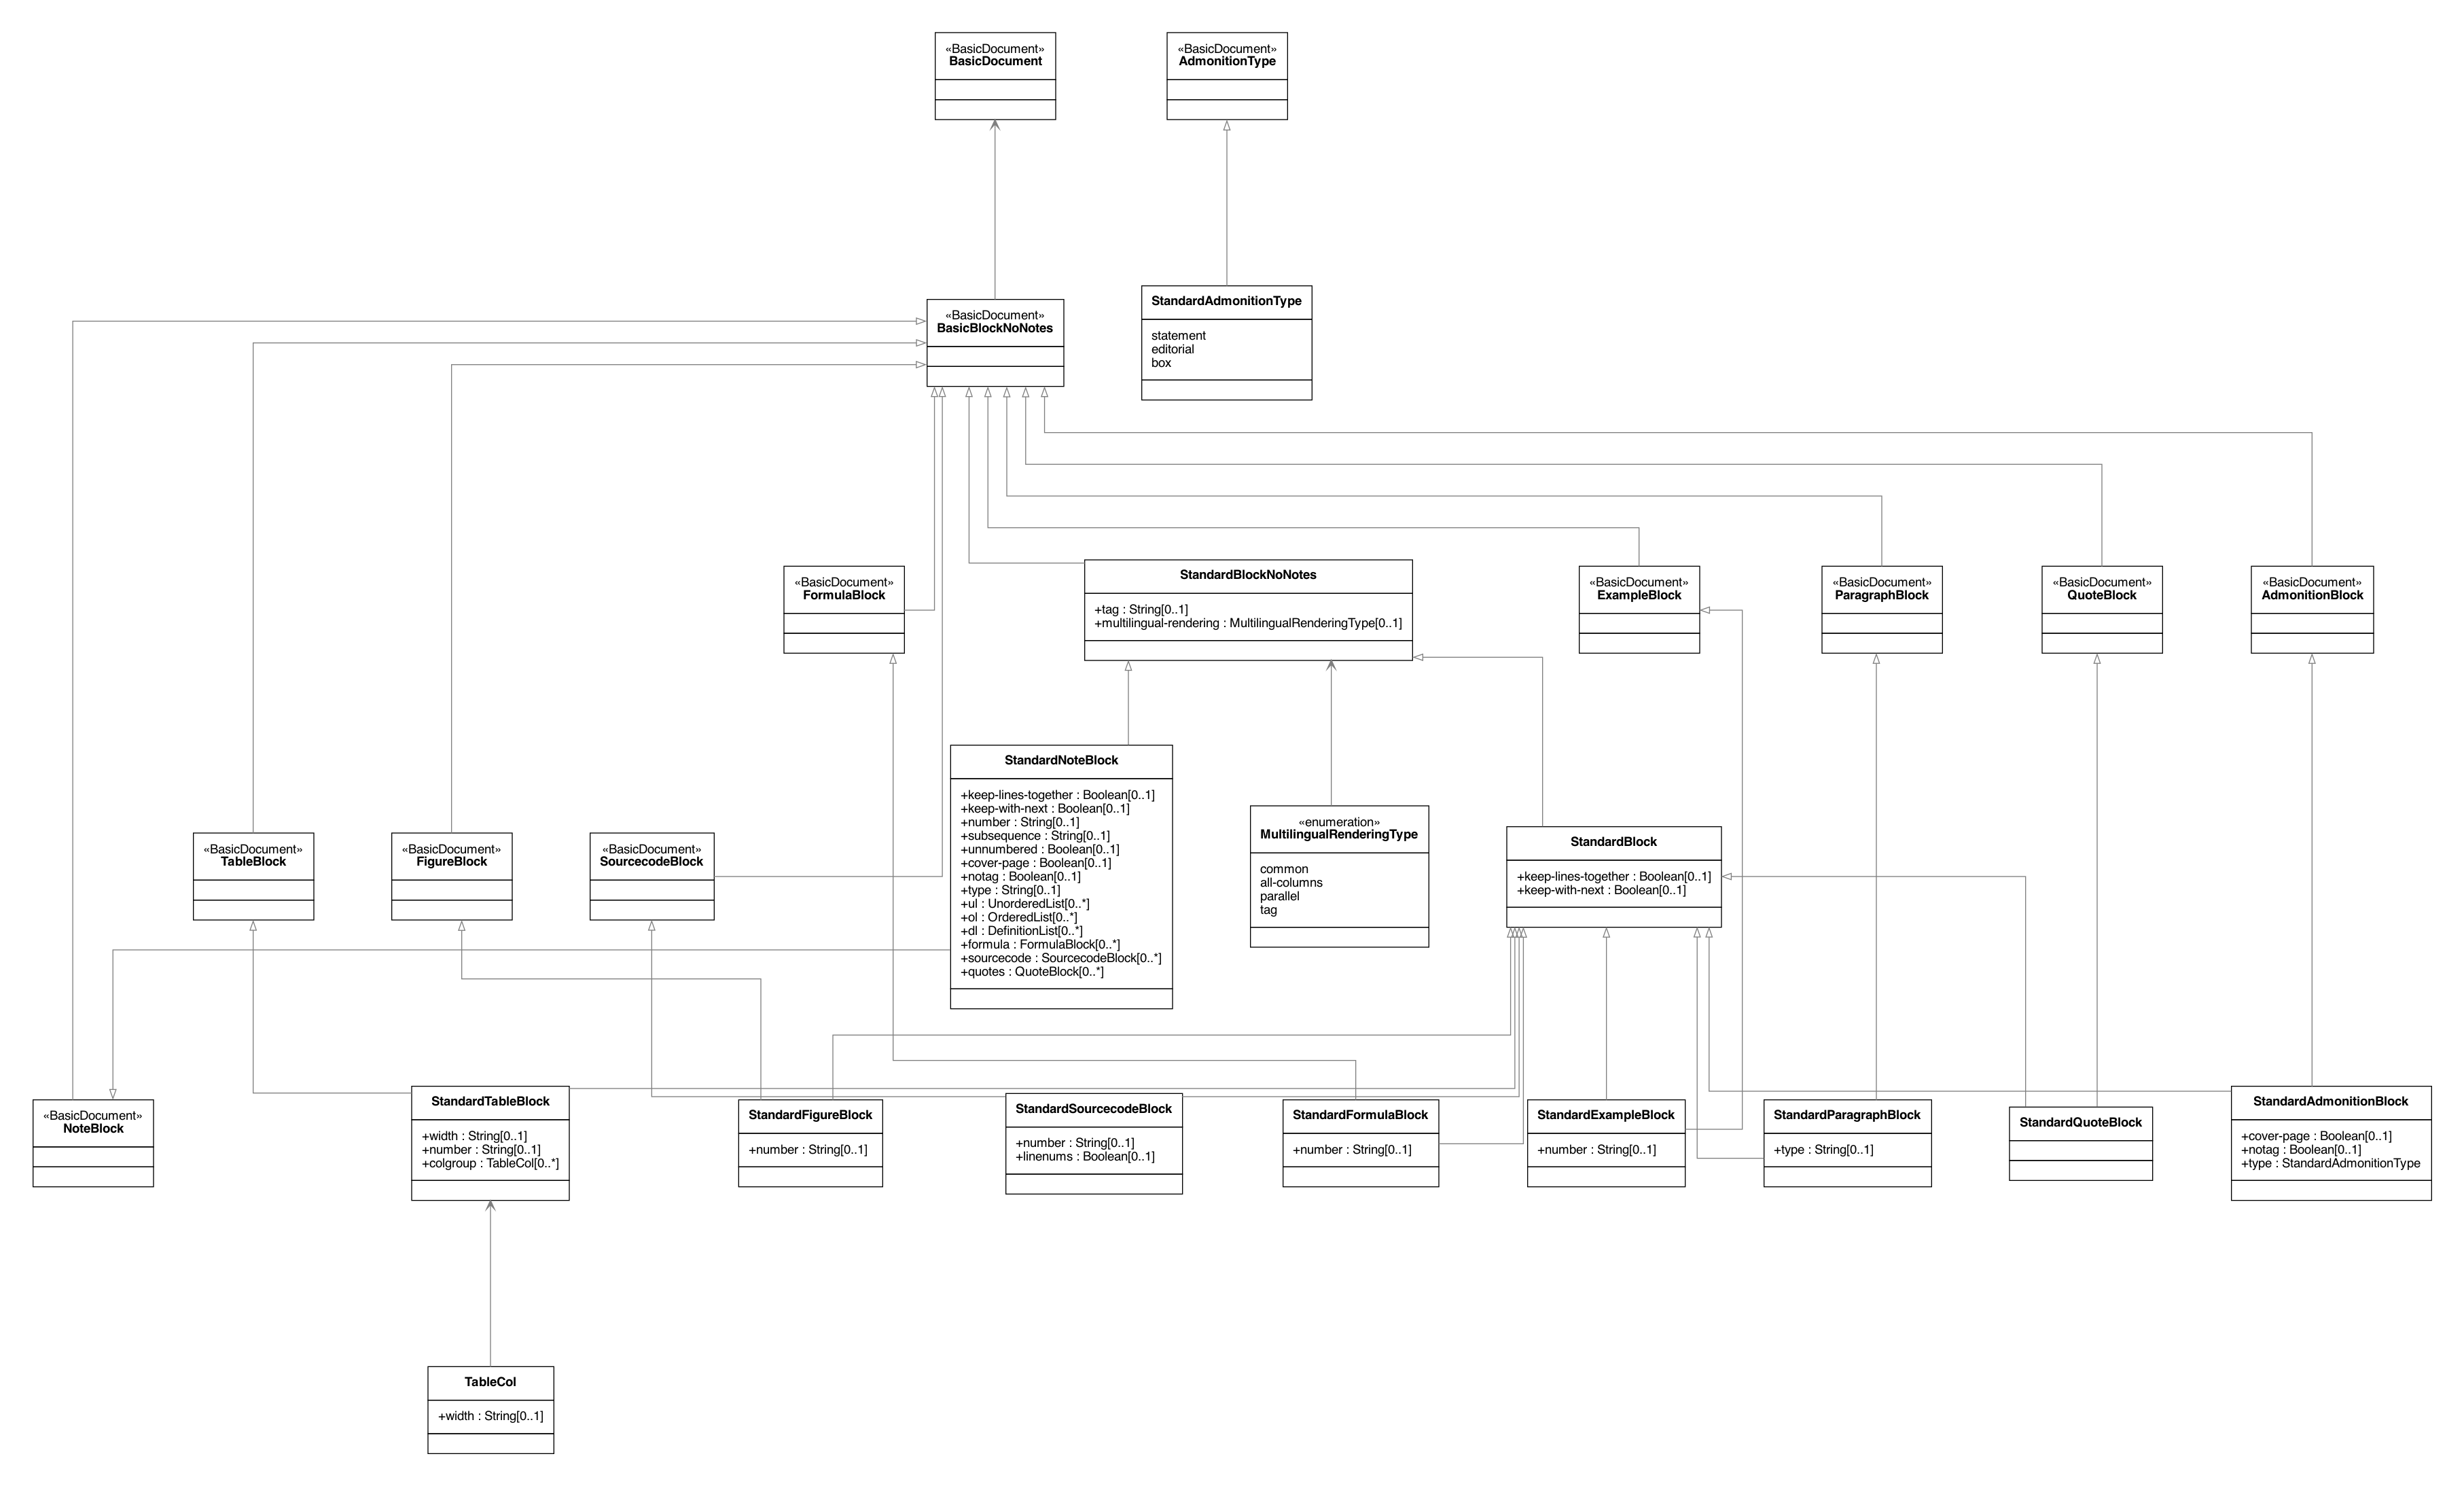 «BasicDocument»
BasicDocument
«BasicDocument»
AdmonitionType
«BasicDocument»
BasicBlockNoNotes
StandardAdmonitionType
statement
editorial
box
«BasicDocument»
FormulaBlock
StandardBlockNoNotes
+tag : String[0..1]
+multilingual-rendering : MultilingualRenderingType[0..1]
«BasicDocument»
ExampleBlock
«BasicDocument»
ParagraphBlock
«BasicDocument»
QuoteBlock
«BasicDocument»
AdmonitionBlock
«BasicDocument»
TableBlock
«BasicDocument»
FigureBlock
«BasicDocument»
SourcecodeBlock
StandardNoteBlock
+keep-lines-together : Boolean[0..1]
+keep-with-next : Boolean[0..1]
+number : String[0..1]
+subsequence : String[0..1]
+unnumbered : Boolean[0..1]
+cover-page : Boolean[0..1]
+notag : Boolean[0..1]
+type : String[0..1]
+ul : UnorderedList[0..*]
+ol : OrderedList[0..*]
+dl : DefinitionList[0..*]
+formula : FormulaBlock[0..*]
+sourcecode : SourcecodeBlock[0..*]
+quotes : QuoteBlock[0..*]
«enumeration»
MultilingualRenderingType
common
all-columns
parallel
tag
StandardBlock
+keep-lines-together : Boolean[0..1]
+keep-with-next : Boolean[0..1]
«BasicDocument»
NoteBlock
StandardTableBlock
+width : String[0..1]
+number : String[0..1]
+colgroup : TableCol[0..*]
StandardFigureBlock
+number : String[0..1]
StandardSourcecodeBlock
+number : String[0..1]
+linenums : Boolean[0..1]
StandardFormulaBlock
+number : String[0..1]
StandardExampleBlock
+number : String[0..1]
StandardParagraphBlock
+type : String[0..1]
StandardQuoteBlock
StandardAdmonitionBlock
+cover-page : Boolean[0..1]
+notag : Boolean[0..1]
+type : StandardAdmonitionType
TableCol
+width : String[0..1]